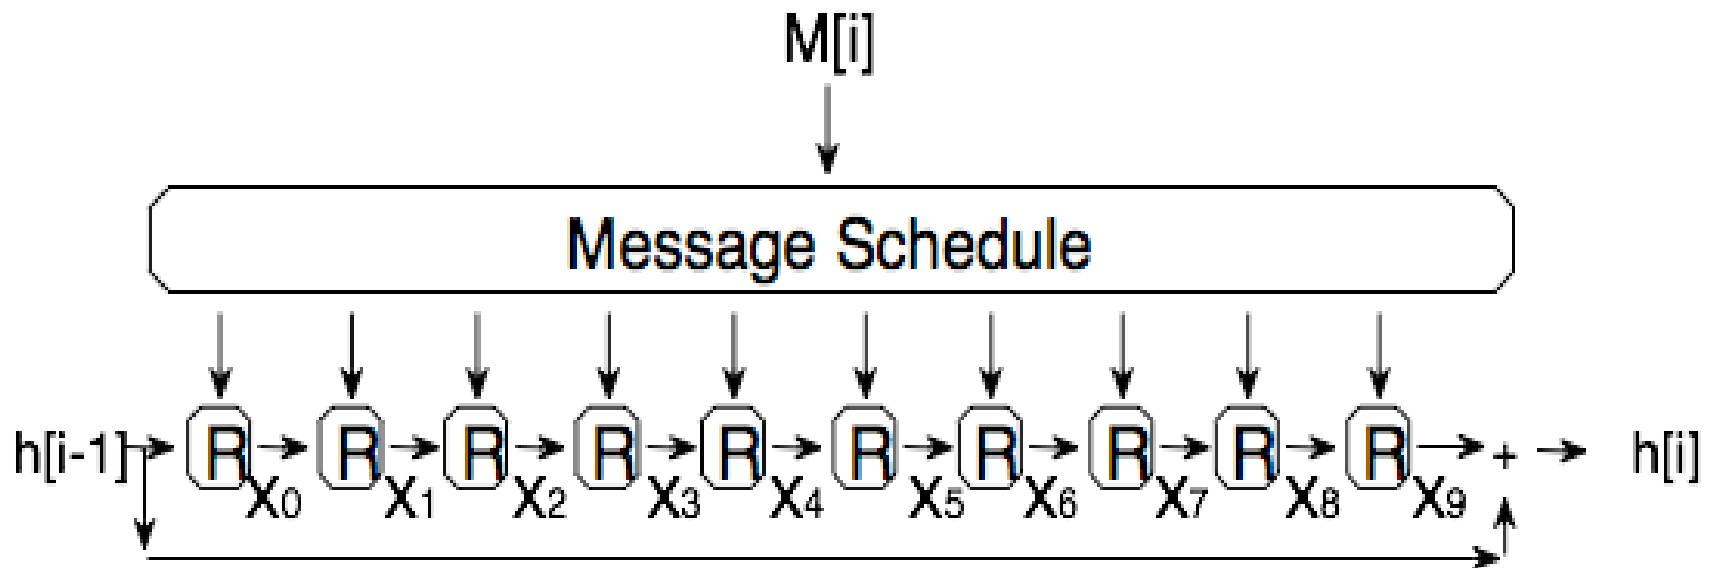 M[i]
Message Schedule
h[i-1] R R R R R R R R R R + h[i]
X0 X1 X2 X3 X4 X5 X6 X7 X8 X9